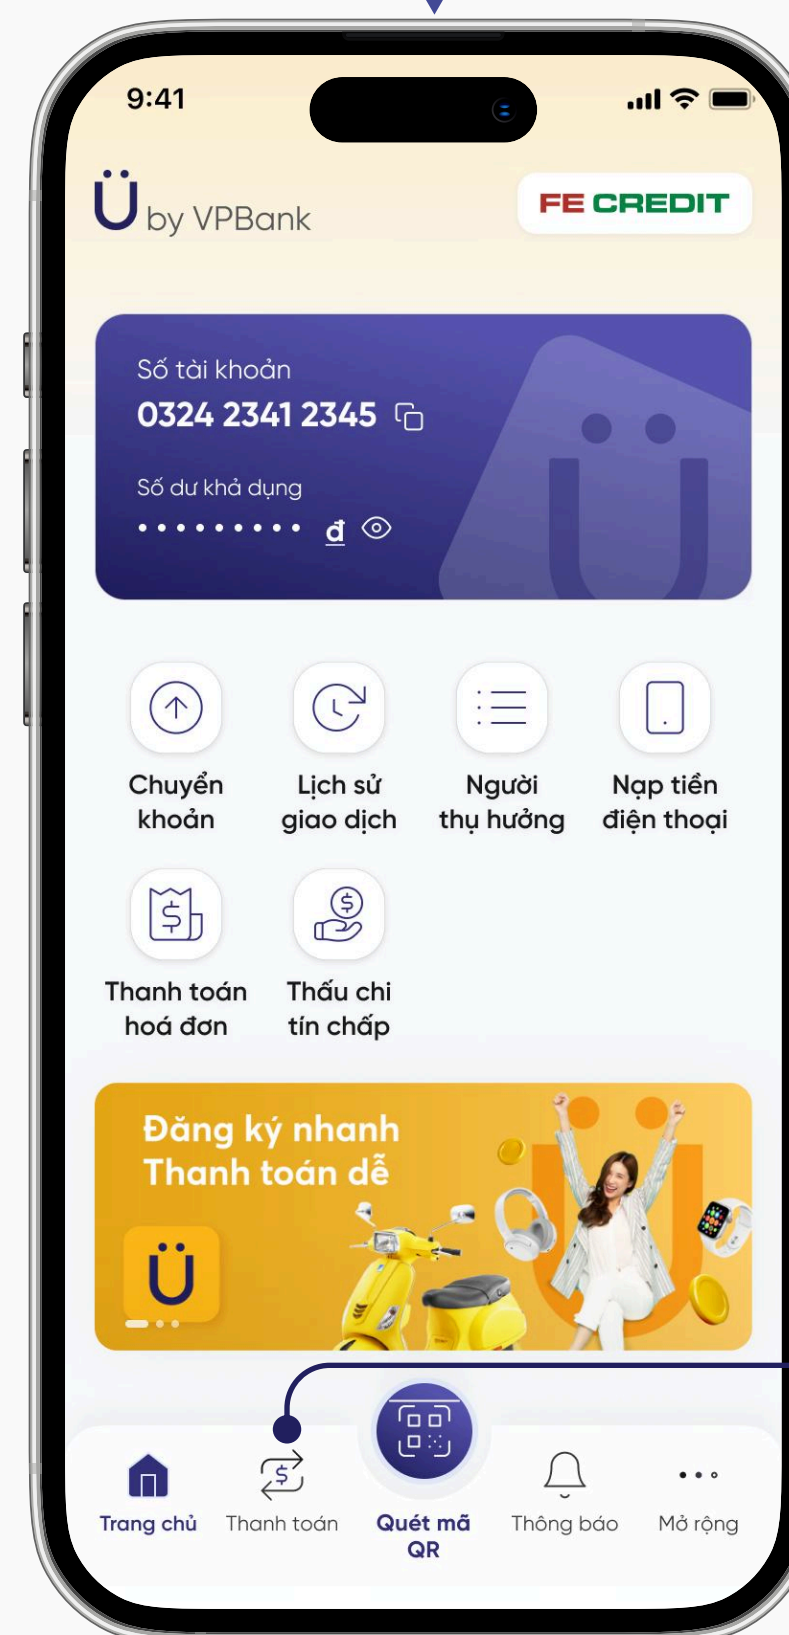 9:41
Ü by VPBank
FE CREDIT
Số tài khoản
0324 2341 2345
Số dư khả dụng
••••••••• đ
Chuyển khoản
Lịch sử giao dịch
Người thụ hưởng
Nạp tiền điện thoại
Thanh toán hoá đơn
Thấu chi tín chấp
Đăng ký nhanh
Thanh toán dễ
Ü
Trang chủ
Thanh toán
Quét mã
QR
Thông báo
Mở rộng